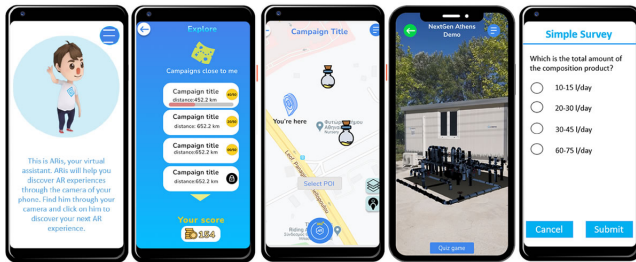 This is ARis, your virtual
assistant. ARis will help you
discover AR experiences
through the camera of your
phone. Find him through your
camera and click on him to
discover your next AR
experience.
Explore
Campaigns close to me
Campaign title
distance:452.2 km
Campaign title
distance: 652.2 km
Campaign title
distance:652.2 km
Campaign title
distance:652.2 km
Your score
154
Campaign Title
You're here
Select POI
NextGen Athens
Demo
Quiz game
Simple Survey
Which is the total amount of
the composition product?
10-15 l/day
20-30 l/day
30-45 l/day
60-75 l/day
Cancel
Submit